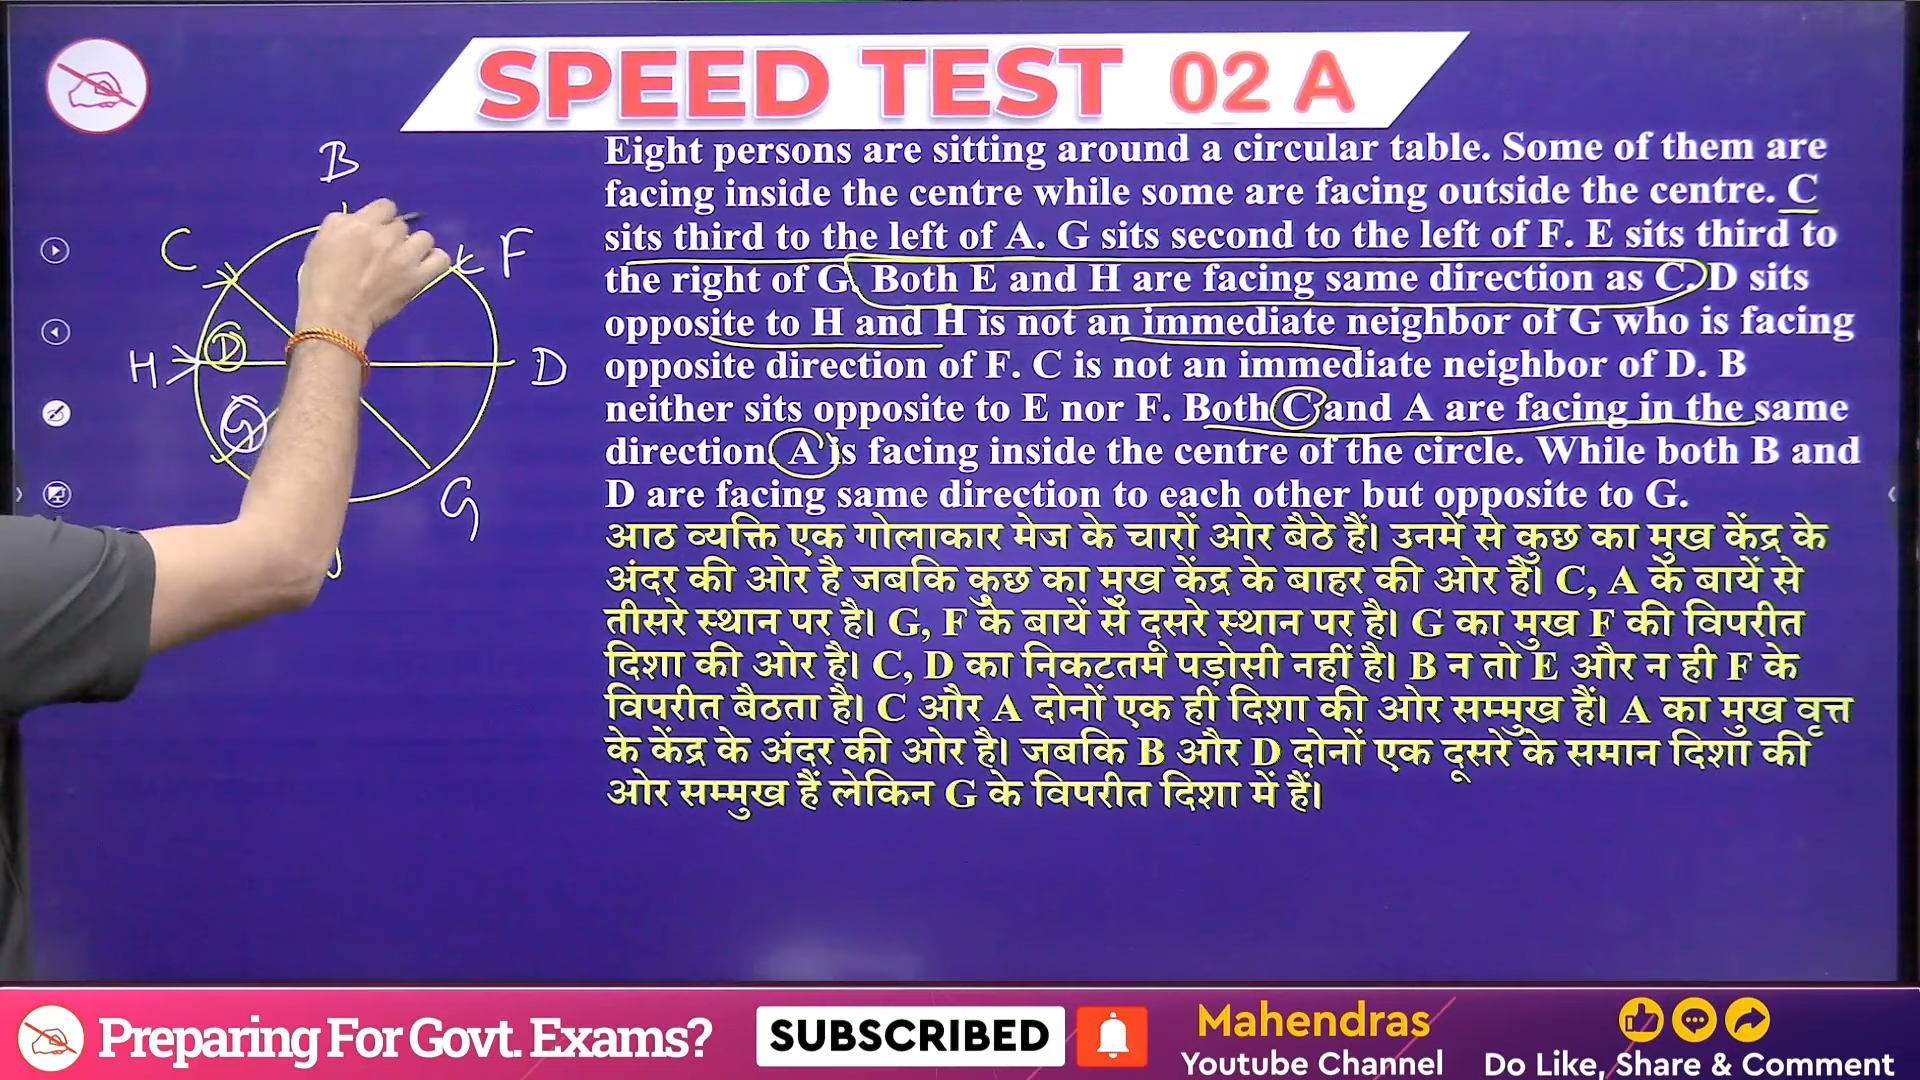 SPEED TEST 02 A
Eight persons are sitting around a circular table. Some of them are
facing inside the centre while some are facing outside the centre. C
sits third to the left of A. G sits second to the left of F. E sits third to
the right of G. Both E and H are facing same direction as C. D sits
opposite to H and H is not an immediate neighbor of G who is facing
opposite direction of F. C is not an immediate neighbor of D. B
neither sits opposite to E nor F. Both C and A are facing in the same
direction. A is facing inside the centre of the circle. While both B and
D are facing same direction to each other but opposite to G.
आठ व्यक्ति एक गोलाकार मेज के चारों ओर बैठे हैं। उनमें से कुछ का मुख केंद्र के
अंदर की ओर है जबकि कुछ का मुख केंद्र के बाहर की ओर है। C, A के बायें से
तीसरे स्थान पर है। G, F के बायें से दूसरे स्थान पर है। G का मुख F की विपरीत
दिशा की ओर है। C, D का निकटतम पड़ोसी नहीं है। B न तो E और न ही F के
विपरीत बैठता है। C और A दोनों एक ही दिशा की ओर सम्मुख हैं। A का मुख वृत्त
के केंद्र के अंदर की ओर है। जबकि B और D दोनों एक दूसरे के समान दिशा की
ओर सम्मुख हैं लेकिन G के विपरीत दिशा में हैं।
B
C
F
H
D
D
G
G
Preparing For Govt. Exams?
SUBSCRIBED
Mahendras
Youtube Channel
Do Like, Share & Comment